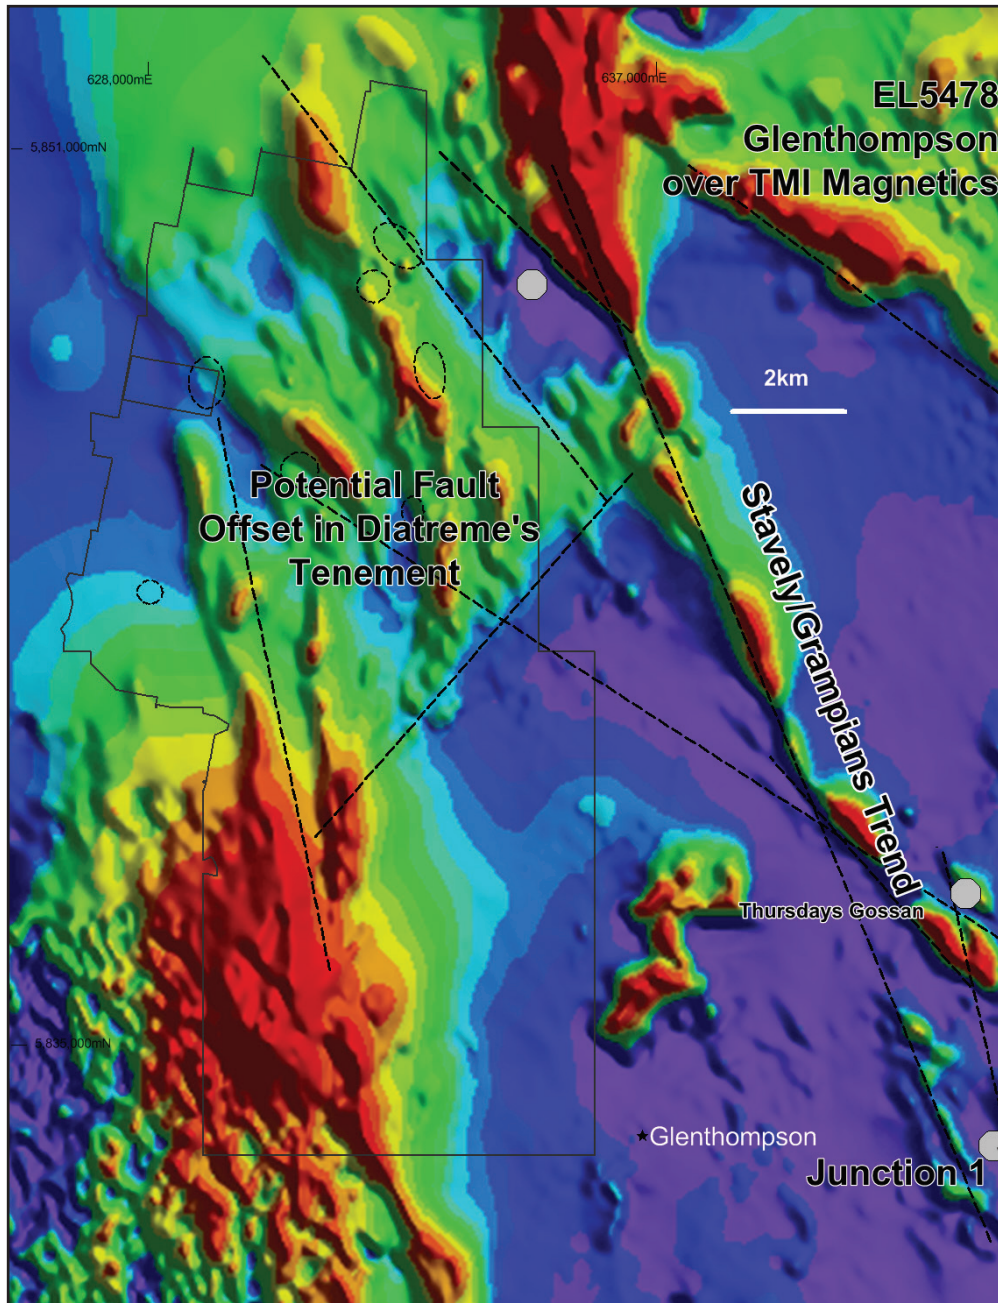 628,000mE
637,000mE
EL5478
Glenthompson
over TMI Magnetics
5,851,000mN
2km
Potential Fault
Offset in Diatreme's
Tenement
Stavely/Grampians Trend
Thursdays Gossan
5,835,000mN
Glenthompson
Junction 1